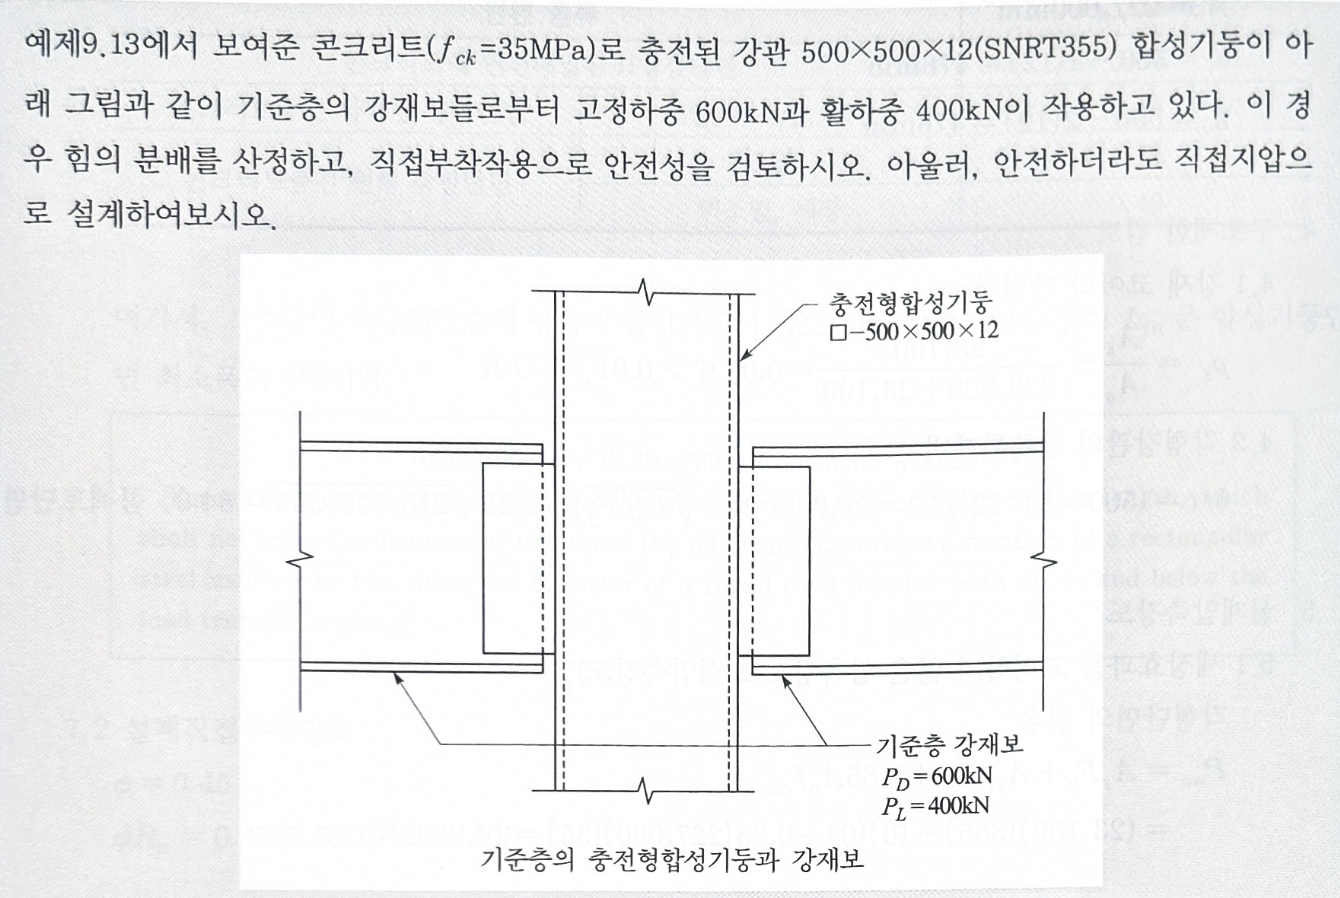 예제9.13에서 보여준 콘크리트(f_ck=35MPa)로 충전된 강관 500×500×12(SNRT355) 합성기둥이 아
래 그림과 같이 기준층의 강재보들로부터 고정하중 600kN과 활하중 400kN이 작용하고 있다. 이 경
우 힘의 분배를 산정하고, 직접부착작용으로 안전성을 검토하시오. 아울러, 안전하더라도 직접지압으
로 설계하여보시오.
충전형합성기둥
□-500×500×12
기준층 강재보
P_D=600kN
P_L=400kN
기준층의 충전형합성기둥과 강재보